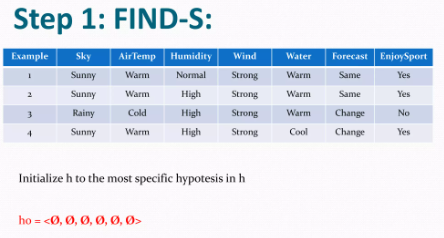 Step 1: FIND-S:
Example Sky AirTemp Humidity Wind Water Forecast EnjoySport
1 Sunny Warm Normal Strong Warm Same Yes
2 Sunny Warm High Strong Warm Same Yes
3 Rainy Cold High Strong Warm Change No
4 Sunny Warm High Strong Cool Change Yes
Initialize h to the most specific hypotesis in h
h0 = <Ø, Ø, Ø, Ø, Ø, Ø>